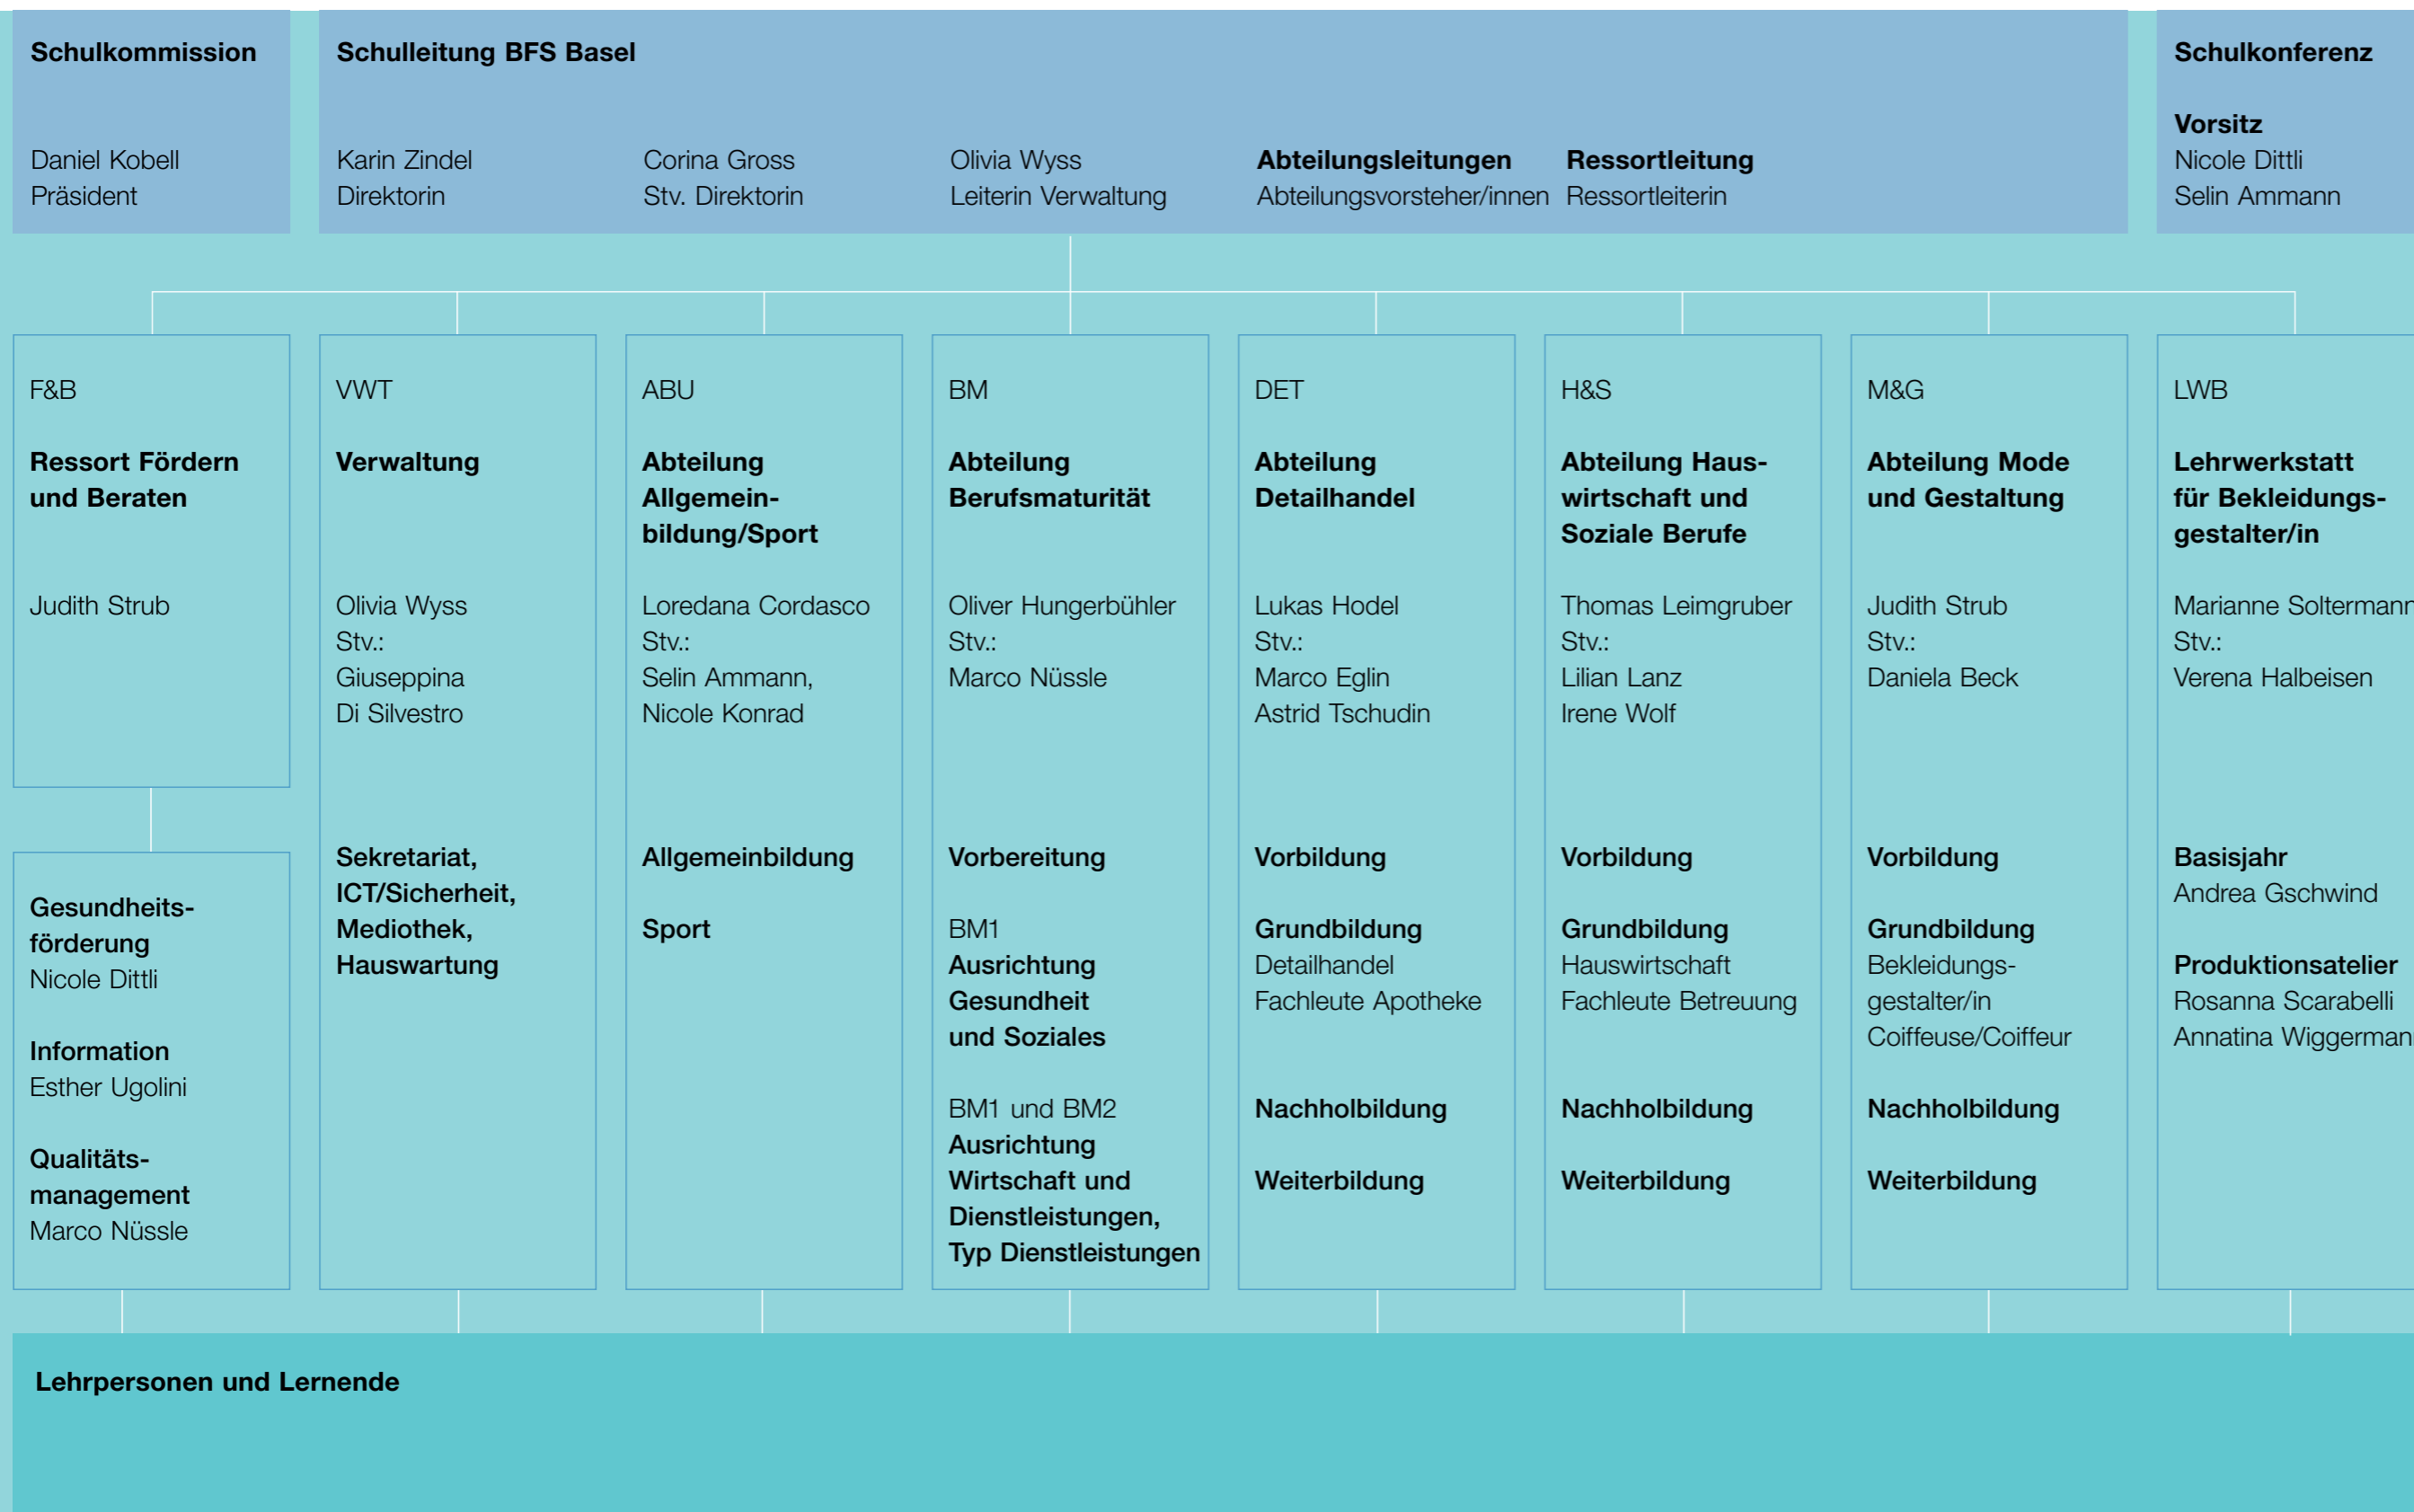 Schulkommission
Daniel Kobell
Präsident
Schulleitung BFS Basel
Karin Zindel
Direktorin
Corina Gross
Stv. Direktorin
Olivia Wyss
Leiterin Verwaltung
Abteilungsleitungen
Abteilungsvorsteher/innen
Ressortleitung
Ressortleiterin
Schulkonferenz
Vorsitz
Nicole Dittli
Selin Ammann
F&B
Ressort Fördern
und Beraten
Judith Strub
Gesundheits-
förderung
Nicole Dittli
Information
Esther Ugolini
Qualitäts-
management
Marco Nüssle
VWT
Verwaltung
Olivia Wyss
Stv.:
Giuseppina
Di Silvestro
Sekretariat,
ICT/Sicherheit,
Mediothek,
Hauswartung
ABU
Abteilung
Allgemein-
bildung/Sport
Loredana Cordasco
Stv.:
Selin Ammann,
Nicole Konrad
Allgemeinbildung
Sport
BM
Abteilung
Berufsmaturität
Oliver Hungerbühler
Stv.:
Marco Nüssle
Vorbereitung
BM1
Ausrichtung
Gesundheit
und Soziales
BM1 und BM2
Ausrichtung
Wirtschaft und
Dienstleistungen,
Typ Dienstleistungen
DET
Abteilung
Detailhandel
Lukas Hodel
Stv.:
Marco Eglin
Astrid Tschudin
Vorbildung
Grundbildung
Detailhandel
Fachleute Apotheke
Nachholbildung
Weiterbildung
H&S
Abteilung Haus-
wirtschaft und
Soziale Berufe
Thomas Leimgruber
Stv.:
Lilian Lanz
Irene Wolf
Vorbildung
Grundbildung
Hauswirtschaft
Fachleute Betreuung
Nachholbildung
Weiterbildung
M&G
Abteilung Mode
und Gestaltung
Judith Strub
Stv.:
Daniela Beck
Vorbildung
Grundbildung
Bekleidungs-
gestalter/in
Coiffeuse/Coiffeur
Nachholbildung
Weiterbildung
LWB
Lehrwerkstatt
für Bekleidungs-
gestalter/in
Marianne Soltermann
Stv.:
Verena Halbeisen
Basisjahr
Andrea Gschwind
Produktionsatelier
Rosanna Scarabelli
Annatina
Lehrpersonen und Lernende